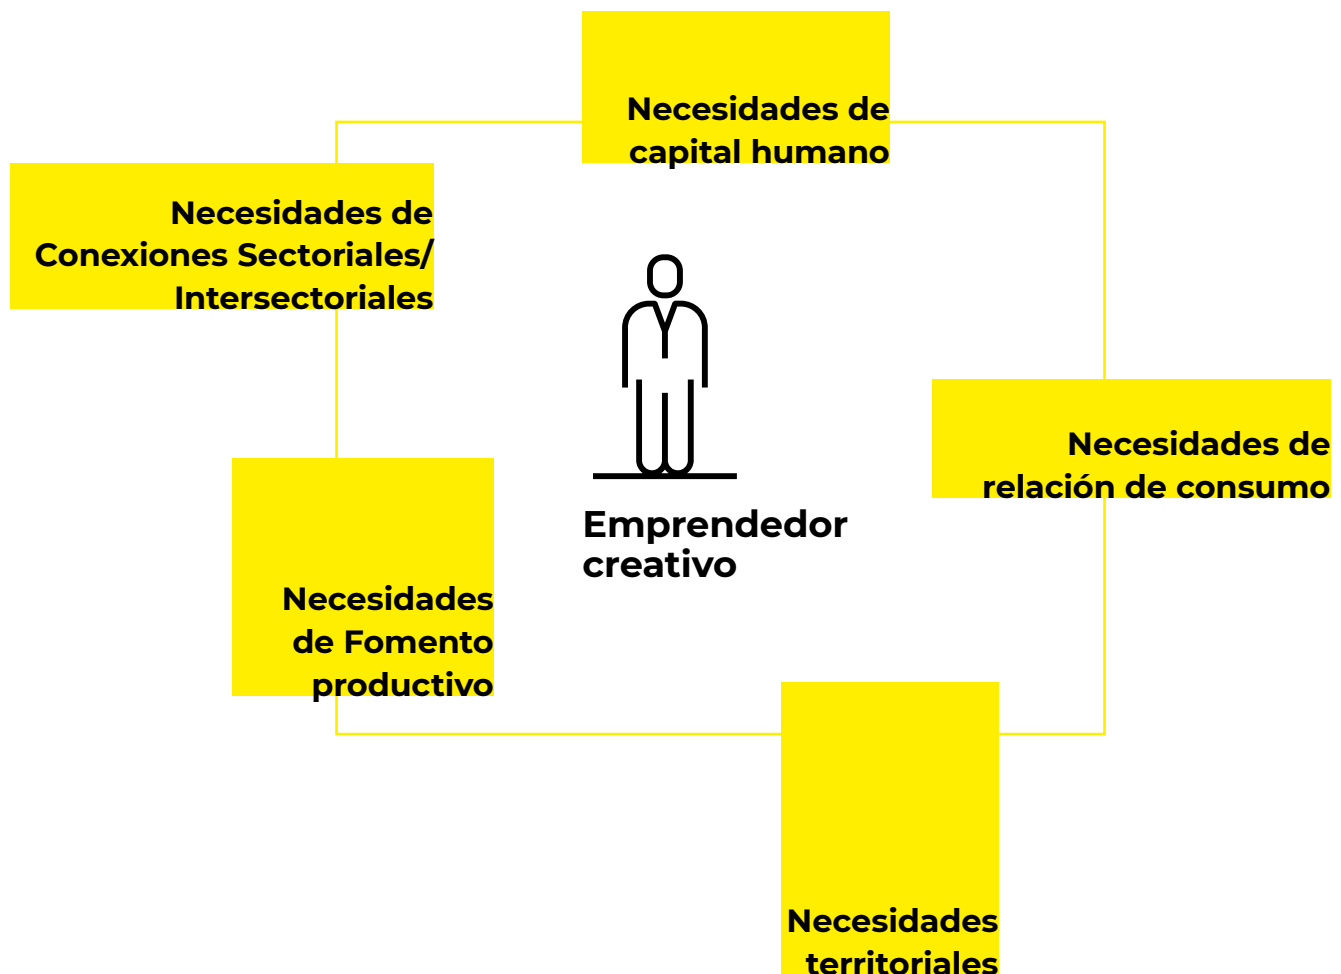 Necesidades de
capital humano
Necesidades de
Conexiones Sectoriales/
Intersectoriales
Necesidades de
relación de consumo
Emprendedor
creativo
Necesidades
de Fomento
productivo
Necesidades
territoriales